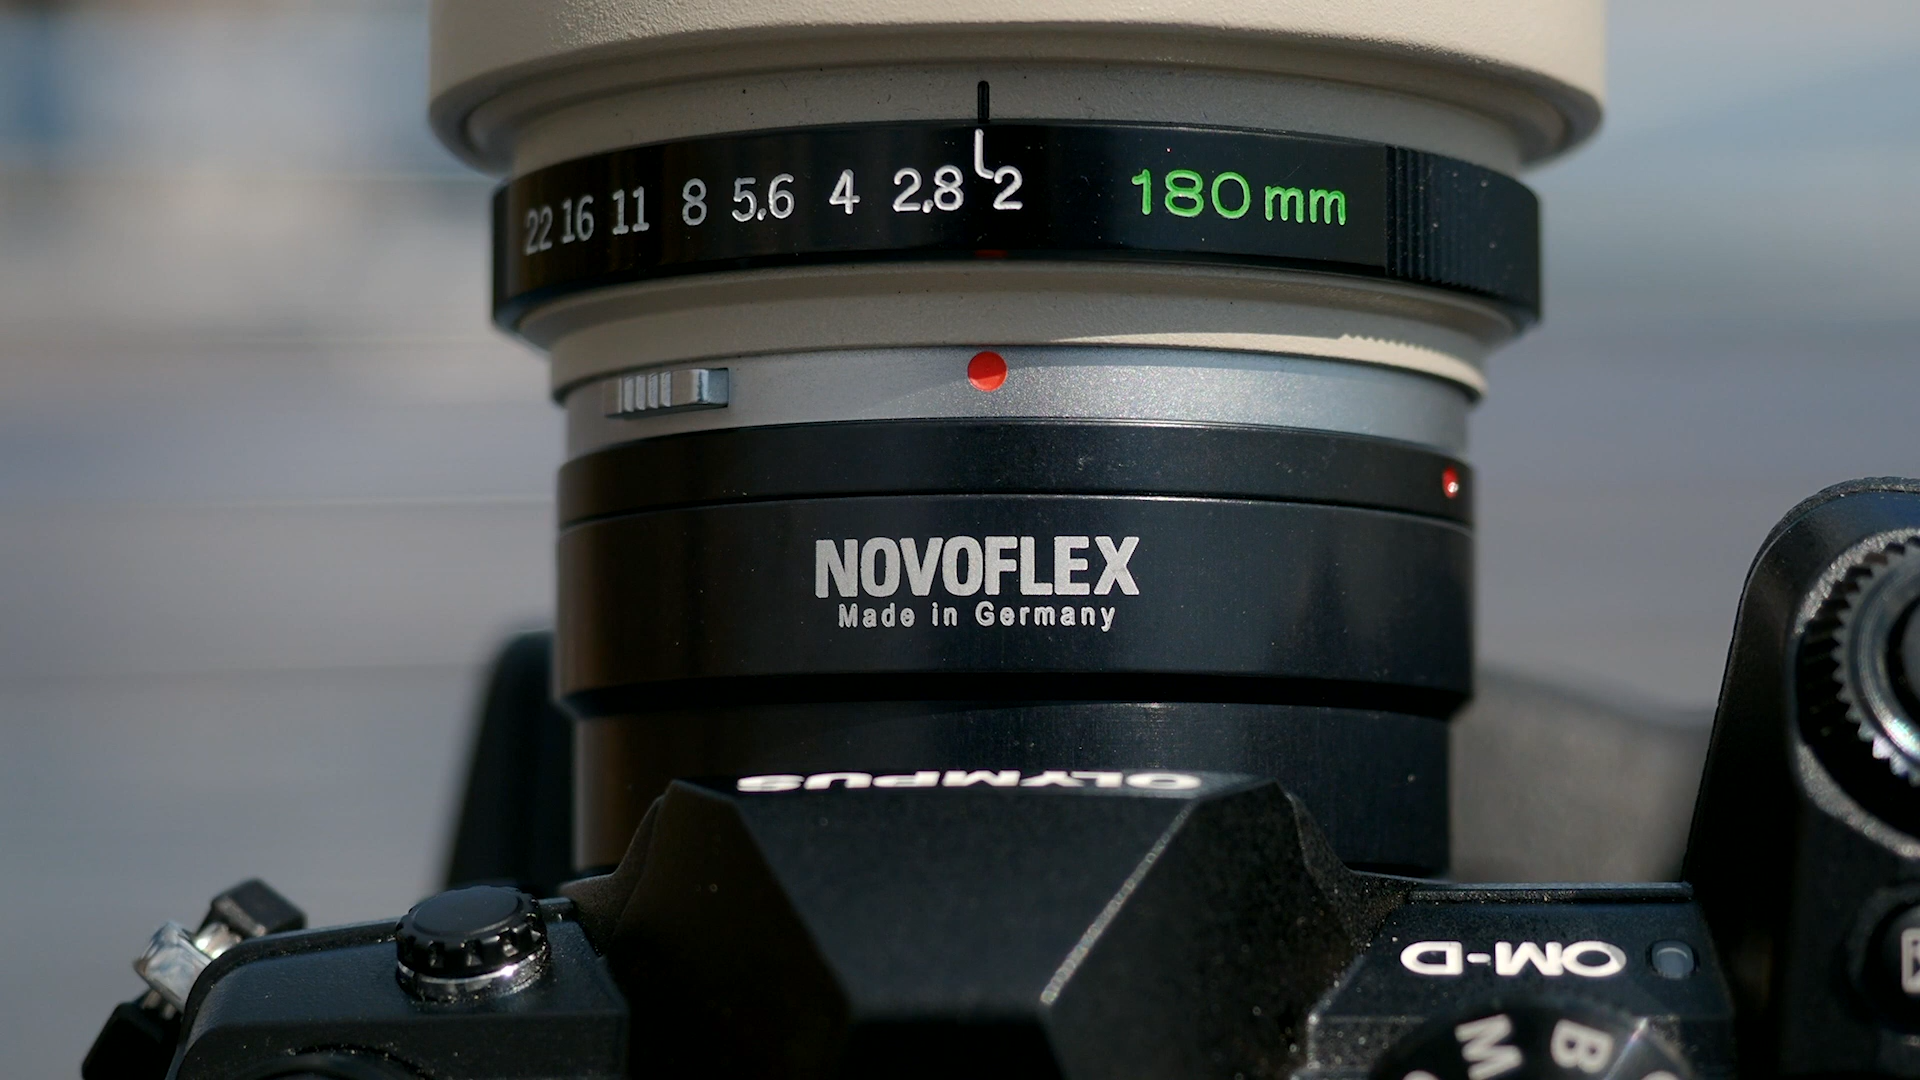 22 16 11 8 5.6 4 2.8 2 180mm
NOVOFLEX
Made in Germany
OLYMPUS
OM-D
M B